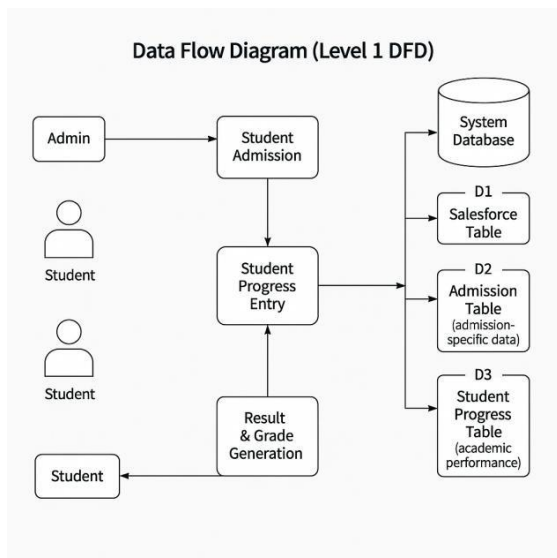 Data Flow Diagram (Level 1 DFD)
Admin
Student
Admission
System
Database
D1
Salesforce
Table
Student
Student
Progress
Entry
D2
Admission
Table
(admission-
specific data)
Student
Result
& Grade
Generation
D3
Student
Progress
Table
(academic
performance)
Student